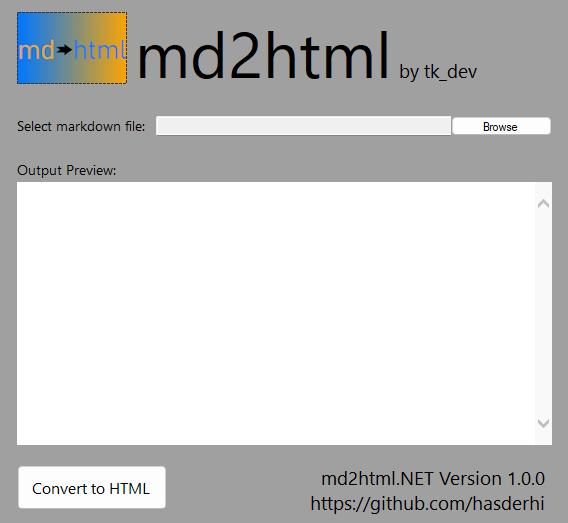 md➨html
md2html by tk_dev
Select markdown file:
Browse
Output Preview:
Convert to HTML
md2html.NET Version 1.0.0
https://github.com/hasderhi